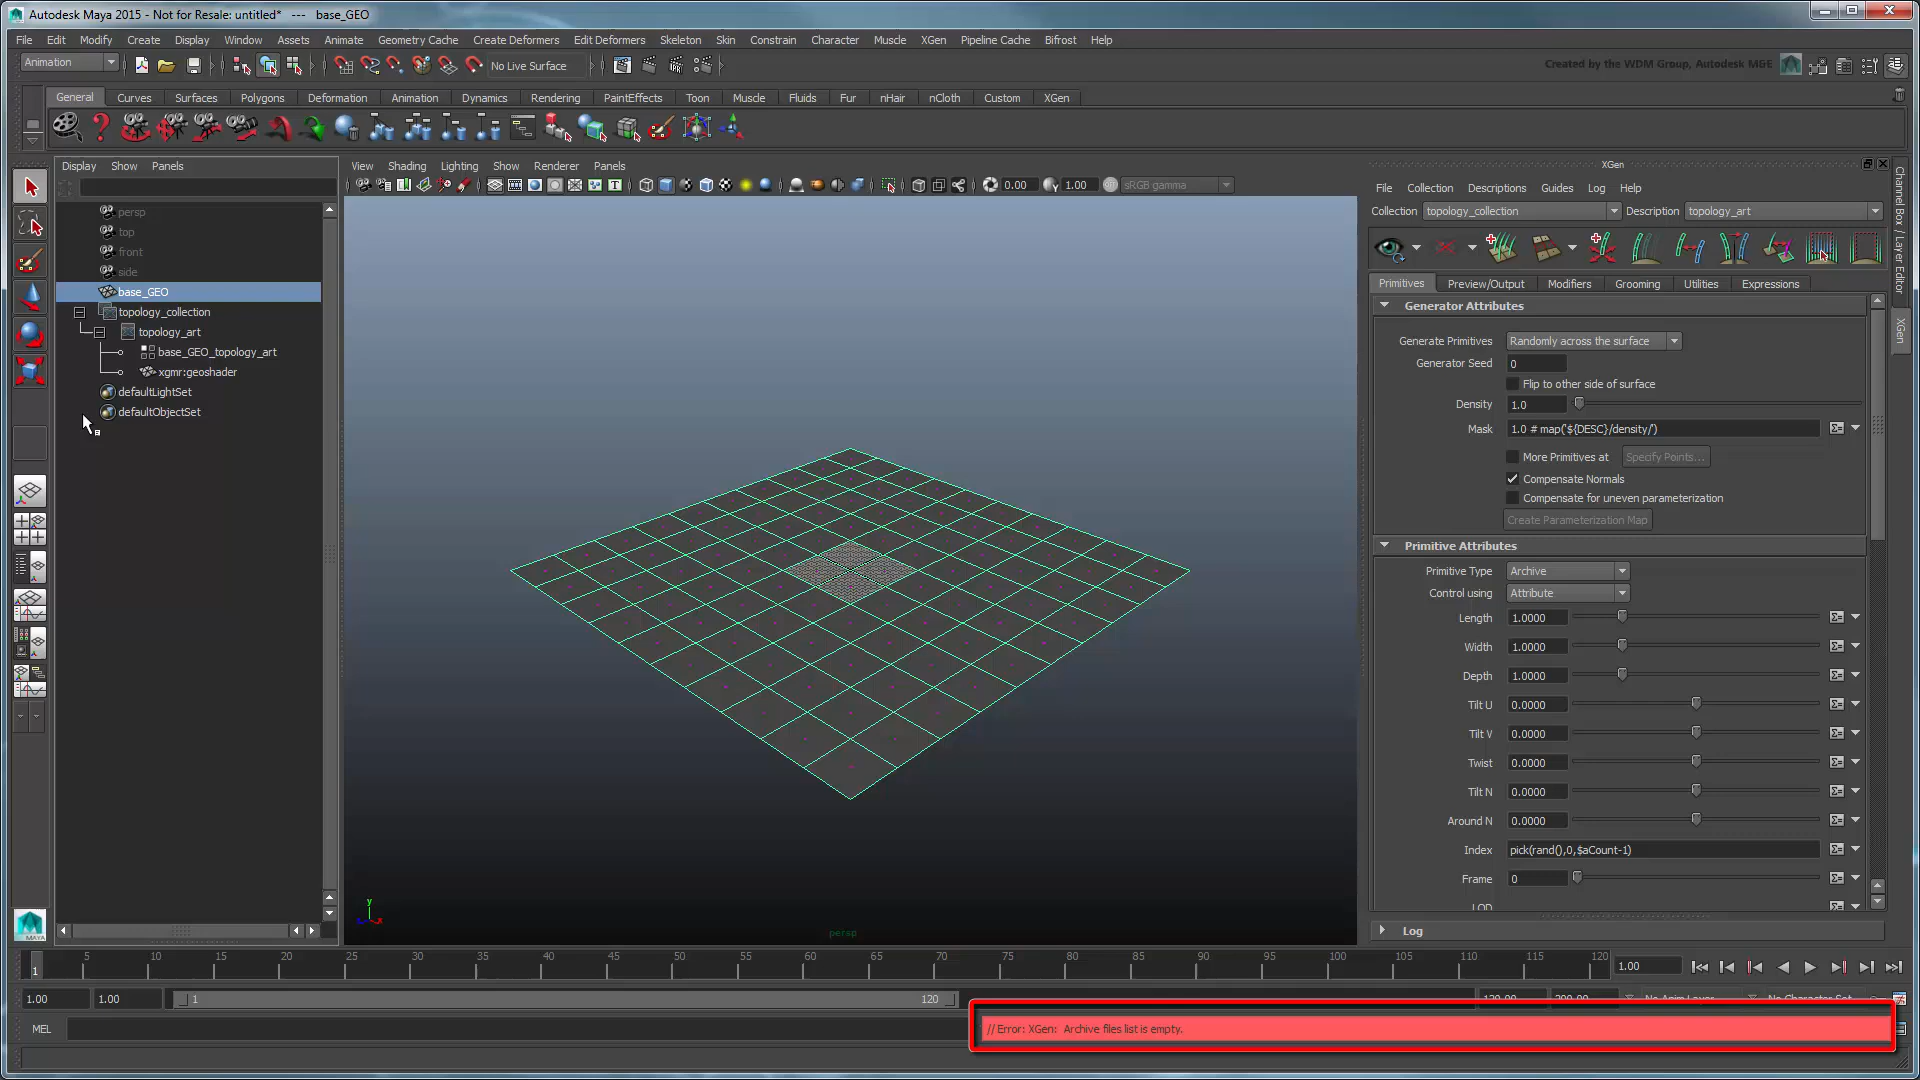 Autodesk Maya 2015 - Not for Resale: untitled* --- base_GEO
File Edit Modify Create Display Window Assets Animate Geometry Cache Create Deformers Edit Deformers Skeleton Skin Constrain Character Muscle XGen Pipeline Cache Bifrost Help
Animation
No Live Surface
Created by the WDM Group, Autodesk M&E
General Curves Surfaces Polygons Deformation Animation Dynamics Rendering PaintEffects Toon Muscle Fluids Fur nHair nCloth Custom XGen
Display Show Panels
persp
top
front
side
base_GEO
topology_collection
topology_art
base_GEO_topology_art
xgmr:geoshader
defaultLightSet
defaultObjectSet
MAYA
View Shading Lighting Show Renderer Panels
0.00 1.00 sRGB gamma
y
persp
XGen
File Collection Descriptions Guides Log Help
Collection topology_collection Description topology_art
Primitives Preview/Output Modifiers Grooming Utilities Expressions
Generator Attributes
Generate Primitives Randomly across the surface
Generator Seed 0
Flip to other side of surface
Density 1.0
Mask 1.0 # map('${DESC}/density/')
More Primitives at Specify Points...
Compensate Normals
Compensate for uneven parameterization
Create Parameterization Map
Primitive Attributes
Primitive Type Archive
Control using Attribute
Length 1.0000
Width 1.0000
Depth 1.0000
Tilt U 0.0000
Tilt V 0.0000
Twist 0.0000
Tilt N 0.0000
Around N 0.0000
Index pick(rand(),0,$aCount-1)
Frame 0
LOD
Log
Channel Box / Layer Editor
XGen
1 5 10 15 20 25 30 35 40 45 50 55 60 65 70 75 80 85 90 95 100 105 110 115 120
1.00
1.00 1.00 1 120 120.00 200.00 No Anim Layer No Character Set
MEL
// Error: XGen: Archive files list is empty.